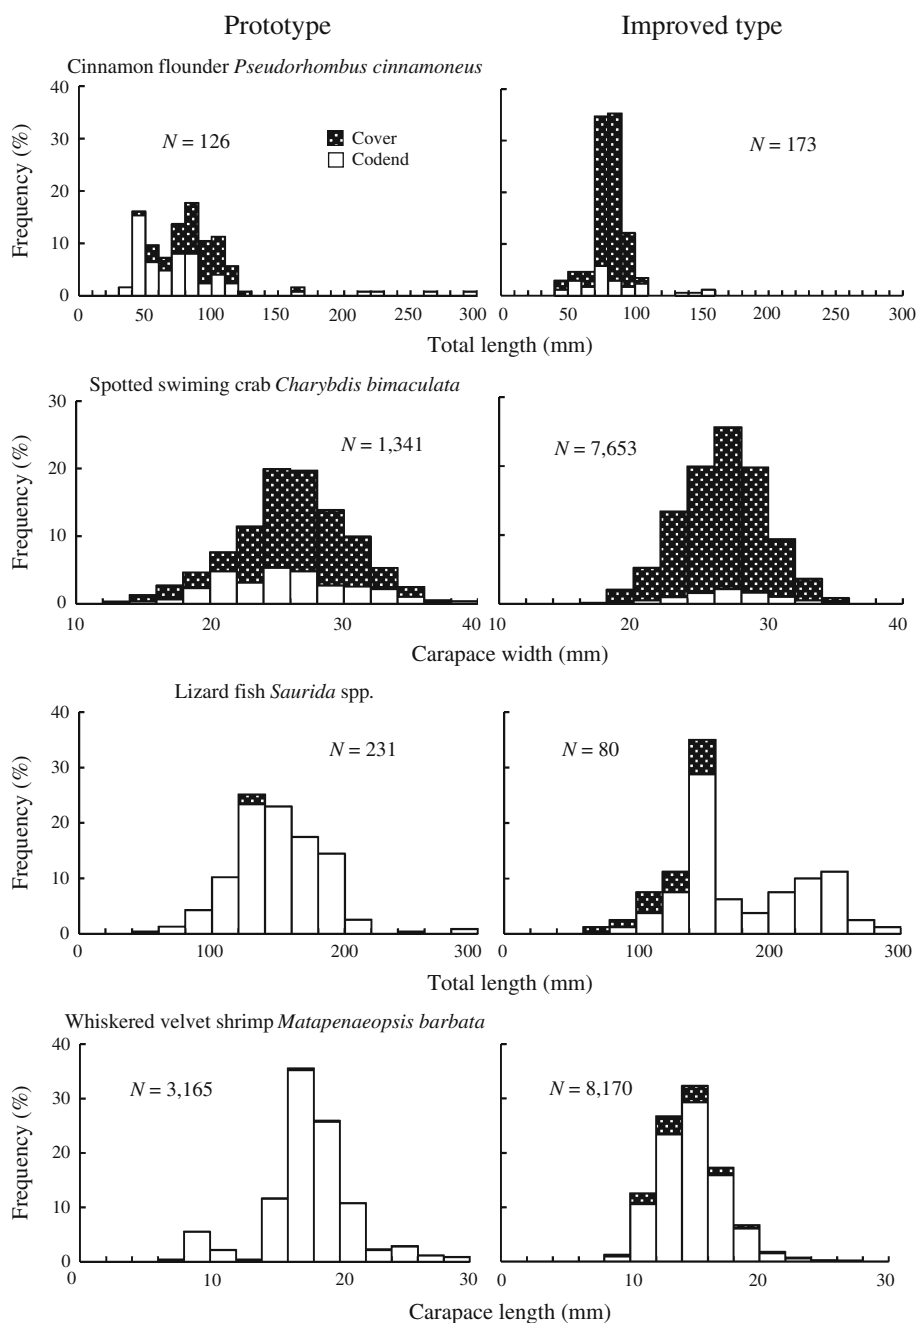 Prototype Improved type
Cinnamon flounder Pseudorhombus cinnamoneus
40
30
20
10
0
Frequency (%)
N = 126
Cover
Codend
N = 173
0 50 100 150 200 250 300
0 50 100 150 200 250 300
Total length (mm)
Spotted swiming crab Charybdis bimaculata
30
20
10
0
Frequency (%)
N = 1,341
N = 7,653
10 20 30 40
10 20 30 40
Carapace width (mm)
Lizard fish Saurida spp.
40
30
20
10
0
Frequency (%)
N = 231
N = 80
0 100 200 300
0 100 200 300
Total length (mm)
Whiskered velvet shrimp Matapenaeopsis barbata
40
30
20
10
0
Frequency (%)
N = 3,165
N = 8,170
0 10 20 30
0 10 20 30
Carapace length (mm)